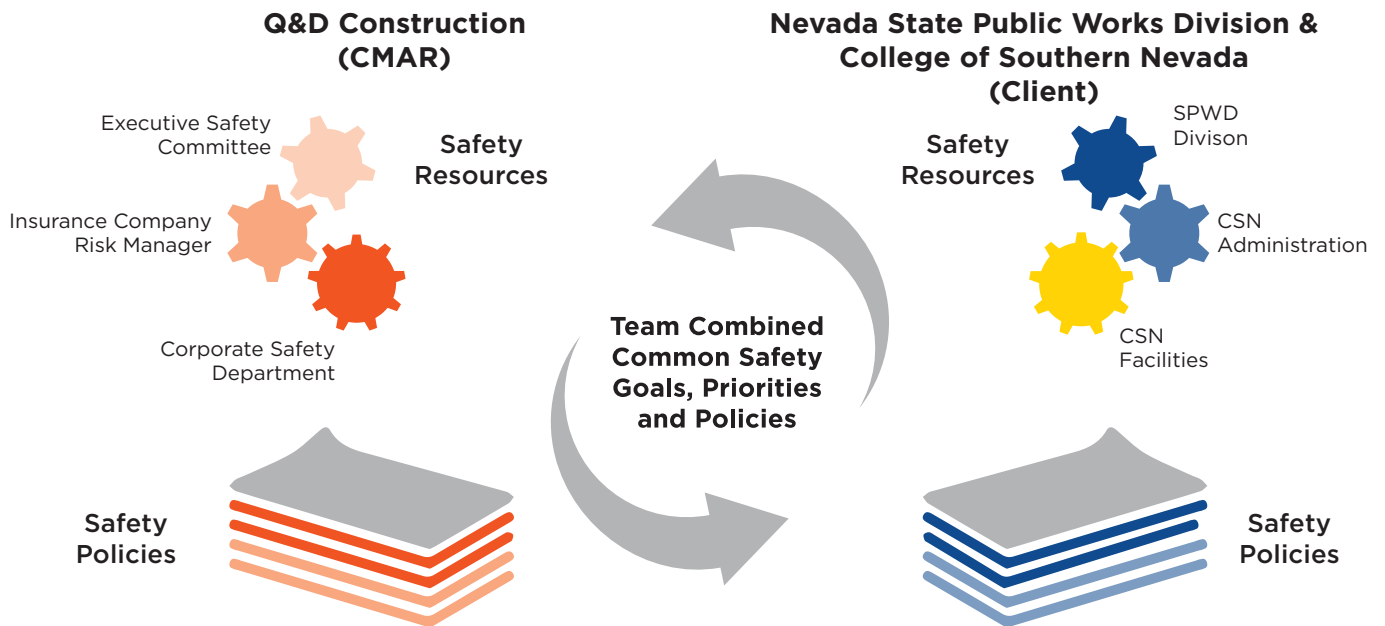 Q&D Construction
(CMAR)
Nevada State Public Works Division &
College of Southern Nevada
(Client)
Executive Safety
Committee
Safety
Resources
Insurance Company
Risk Manager
Corporate Safety
Department
Safety
Resources
SPWD
Divison
CSN
Administration
CSN
Facilities
Team Combined
Common Safety
Goals, Priorities
and Policies
Safety
Policies
Safety
Policies